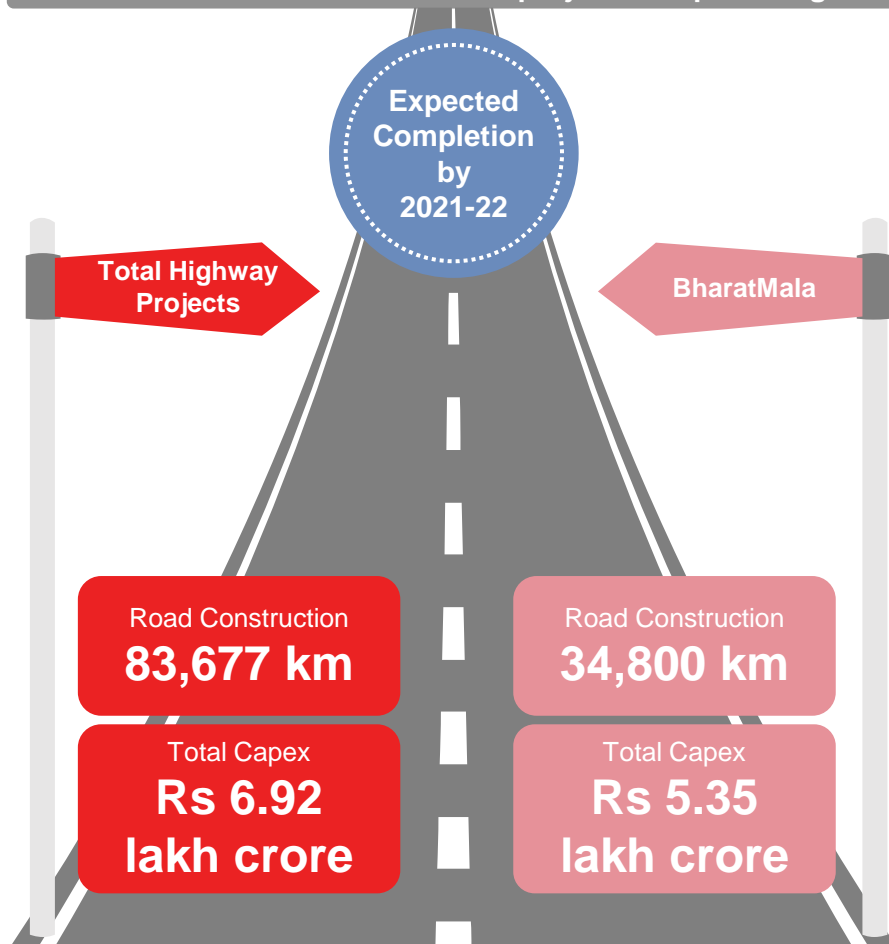 Expected
Completion
by
2021-22
Total Highway
Projects
BharatMala
Road Construction
83,677 km
Road Construction
34,800 km
Total Capex
Rs 6.92
lakh crore
Total Capex
Rs 5.35
lakh crore